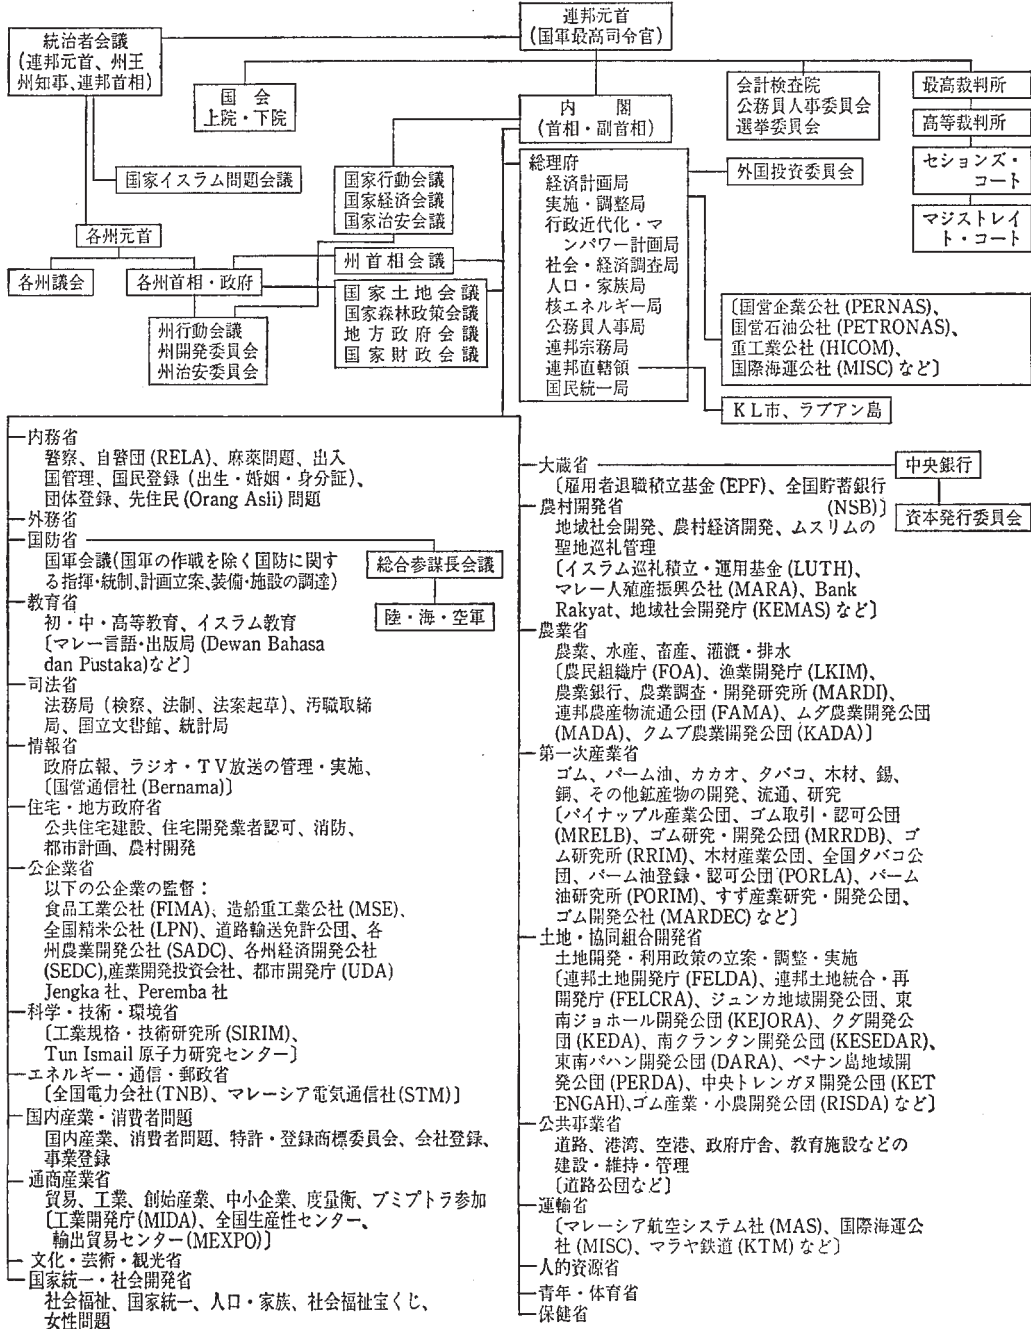 連邦元首
(国軍最高司令官)
統治者会議
(連邦元首、州王
州知事、連邦首相)
国　会
上院・下院
内　閣
(首相・副首相)
会計検査院
公務員人事委員会
選挙委員会
最高裁判所
高等裁判所
セションズ・
コート
マジストレイ
ト・コート
国家イスラム問題会議
国家行動会議
国家経済会議
国家治安会議
総理府
経済計画局
実施・調整局
行政近代化・マ
ンパワー計画局
社会・経済調査局
人口・家族局
核エネルギー局
公務員人事局
連邦宗務局
連邦直轄領
国民統一局
外国投資委員会
各州元首
各州議会
各州首相・政府
州首相会議
国家土地会議
国家森林政策会議
地方政府会議
国家財政会議
州行動会議
州開発委員会
州治安委員会
〔国営企業公社(PERNAS)、
国営石油公社(PETRONAS)、
重工業公社(HICOM)、
国際海運公社(MISC)など〕
KL市、ラブアン島
内務省
警察、自警団(RELA)、麻薬問題、出入
国管理、国民登録(出生・婚姻・身分証)、
団体登録、先住民(Orang Asli)問題
外務省
国防省
国軍会議(国軍の作戦を除く国防に関す
る指揮・統制、計画立案、装備・施設の調達)
総合参謀長会議
陸・海・空軍
教育省
初・中・高等教育、イスラム教育
〔マレー言語・出版局(Dewan Bahasa
dan Pustaka)など〕
司法省
法務局(検察、法制、法案起草)、汚職取締
局、国立文書館、統計局
情報省
政府広報、ラジオ・TV放送の管理・実施、
〔国営通信社(Bernama)〕
住宅・地方政府省
公共住宅建設、住宅開発業者認可、消防、
都市計画、農村開発
公企業省
以下の公企業の監督：
食品工業公社(FIMA)、造船重工業公社(MSE)、
全国精米公社(LPN)、道路輸送免許公団、各
州農業開発公社(SADC)、各州経済開発公社
(SEDC),産業開発投資会社、都市開発庁(UDA)
Jengka社、Peremba社
科学・技術・環境省
〔工業規格・技術研究所(SIRIM)、
Tun Ismail 原子力研究センター〕
エネルギー・通信・郵政省
〔全国電力会社(TNB)、マレーシア電気通信社(STM)〕
国内産業・消費者問題
国内産業、消費者問題、特許・登録商標委員会、会社登録、
事業登録
通商産業省
貿易、工業、創始産業、中小企業、度量衡、ブミプトラ参加
〔工業開発庁(MIDA)、全国生産性センター、
輸出貿易センター(MEXPO)〕
文化・芸術・観光省
国家統一・社会開発省
社会福祉、国家統一、人口・家族、社会福祉宝くじ、
女性問題
大蔵省
〔雇用者退職積立基金(EPF)、全国貯蓄銀行
(NSB)〕
中央銀行
資本発行委員会
農村開発省
地域社会開発、農村経済開発、ムスリムの
聖地巡礼管理
〔イスラム巡礼積立・運用基金(LUTH)、
マレー人殖産振興公社(MARA)、Bank
Rakyat、地域社会開発庁(KEMAS)など〕
農業省
農業、水産、畜産、灌漑・排水
〔農民組織庁(FOA)、漁業開発庁(LKIM)、
農業銀行、農業調査・開発研究所(MARDI)、
連邦農産物流通公団(FAMA)、ムダ農業開発公団
(MADA)、クムブ農業開発公団(KADA)〕
第一次産業省
ゴム、パーム油、カカオ、タバコ、木材、錫、
銅、その他鉱産物の開発、流通、研究
〔パイナップル産業公団、ゴム取引・認可公団
(MRELB)、ゴム研究・開発公団(MRRDB)、ゴ
ム研究所(RRIM)、木材産業公団、全国タバコ公
団、パーム油登録・認可公団(PORLA)、パーム
油研究所(PORIM)、すず産業研究・開発公団、
ゴム開発公社(MARDEC)など〕
土地・協同組合開発省
土地開発・利用政策の立案・調整・実施
〔連邦土地開発庁(FELDA)、連邦土地統合・再
開発庁(FELCRA)、ジュンカ地域開発公団、東
南ジョホール開発公団(KEJORA)、クダ開発公
団(KEDA)、南クランタン開発公団(KESEDAR)、
東南パハン開発公団(DARA)、ペナン島地域開
発公団(PERDA)、中央トレンガヌ開発公団(KET
ENGAH)、ゴム産業・小農開発公団(RISDA)など〕
公共事業省
道路、港湾、空港、政府庁舎、教育施設などの
建設・維持・管理
〔道路公団など〕
運輸省
〔マレーシア航空システム社(MAS)、国際海運公
社(MISC)、マラヤ鉄道(KTM)など〕
人的資源省
青年・体育省
保健省